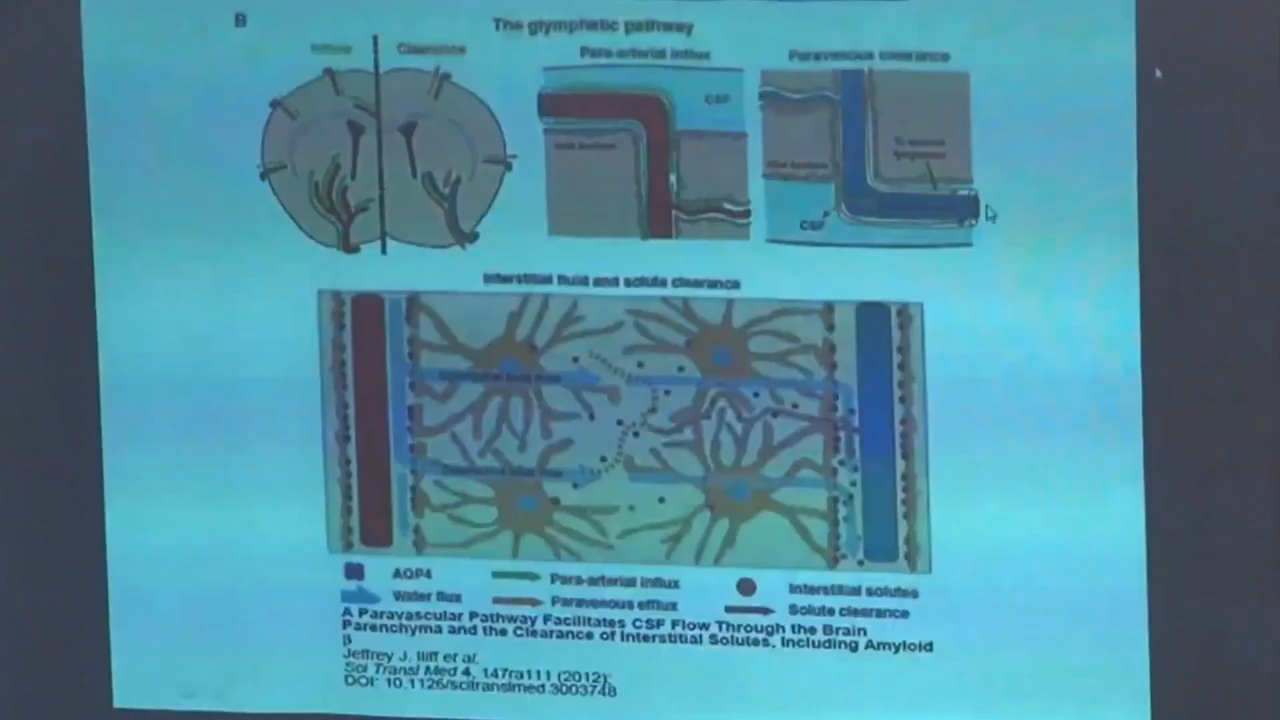 B
The glymphatic pathway
Influx
Clearance
Para-arterial influx
Paravenous clearance
CSF
CSF
Interstitial fluid and solute clearance
AQP4
Para-arterial influx
Interstitial solutes
Water flux
Paravenous efflux
Solute clearance
A Paravascular Pathway Facilitates CSF Flow Through the Brain
Parenchyma and the Clearance of Interstitial Solutes, Including Amyloid
β
Jeffrey J. Iliff et al.
Sci Transl Med 4, 147ra111 (2012);
DOI: 10.1126/scitranslmed.3003748